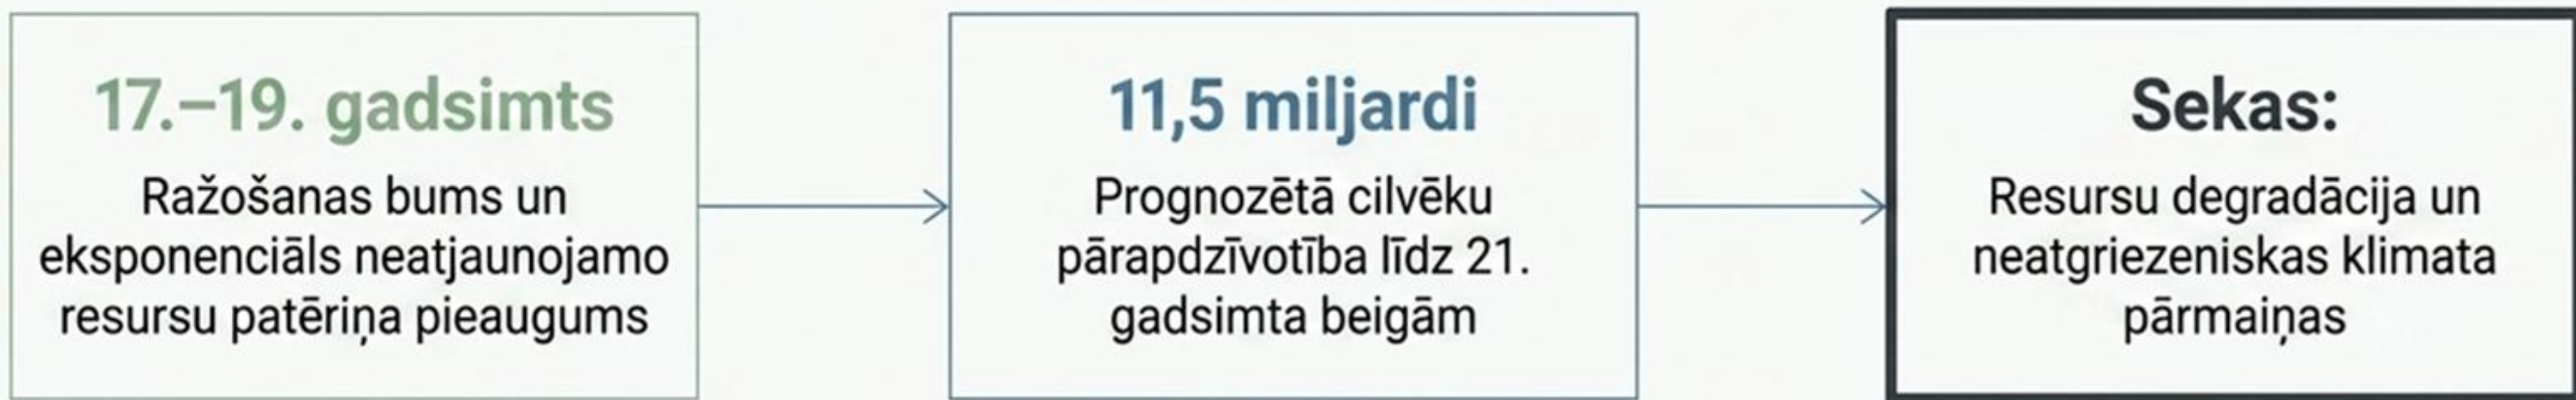 17.–19. gadsimts
Ražošanas bums un
eksponenciāls neatjaunojamo
resursu patēriņa pieaugums
11,5 miljardi
Prognozētā cilvēku
pārapdzīvotība līdz 21.
gadsimta beigām
Sekas:
Resursu degradācija un
neatgriezeniskas klimata
pārmaiņas